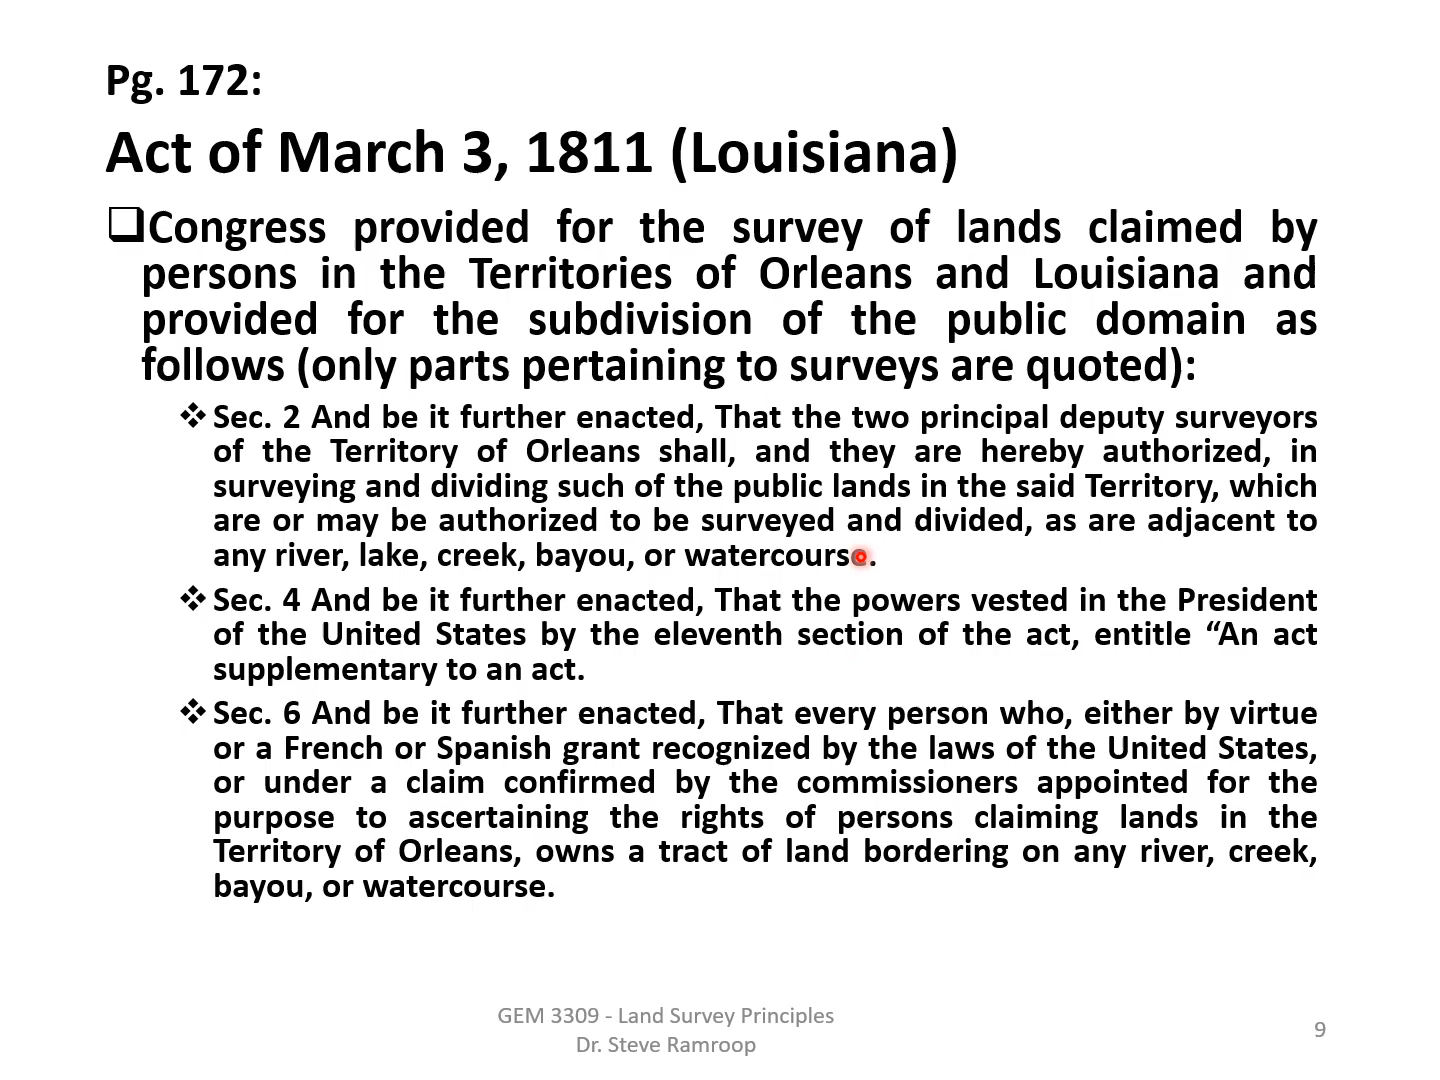 Pg. 172:
Act of March 3, 1811 (Louisiana)
Congress provided for the survey of lands claimed by
persons in the Territories of Orleans and Louisiana and
provided for the subdivision of the public domain as
follows (only parts pertaining to surveys are quoted):
Sec. 2 And be it further enacted, That the two principal deputy surveyors
of the Territory of Orleans shall, and they are hereby authorized, in
surveying and dividing such of the public lands in the said Territory, which
are or may be authorized to be surveyed and divided, as are adjacent to
any river, lake, creek, bayou, or watercourse.
Sec. 4 And be it further enacted, That the powers vested in the President
of the United States by the eleventh section of the act, entitle “An act
supplementary to an act.
Sec. 6 And be it further enacted, That every person who, either by virtue
or a French or Spanish grant recognized by the laws of the United States,
or under a claim confirmed by the commissioners appointed for the
purpose to ascertaining the rights of persons claiming lands in the
Territory of Orleans, owns a tract of land bordering on any river, creek,
bayou, or watercourse.
GEM 3309 - Land Survey Principles
Dr. Steve Ramroop
9